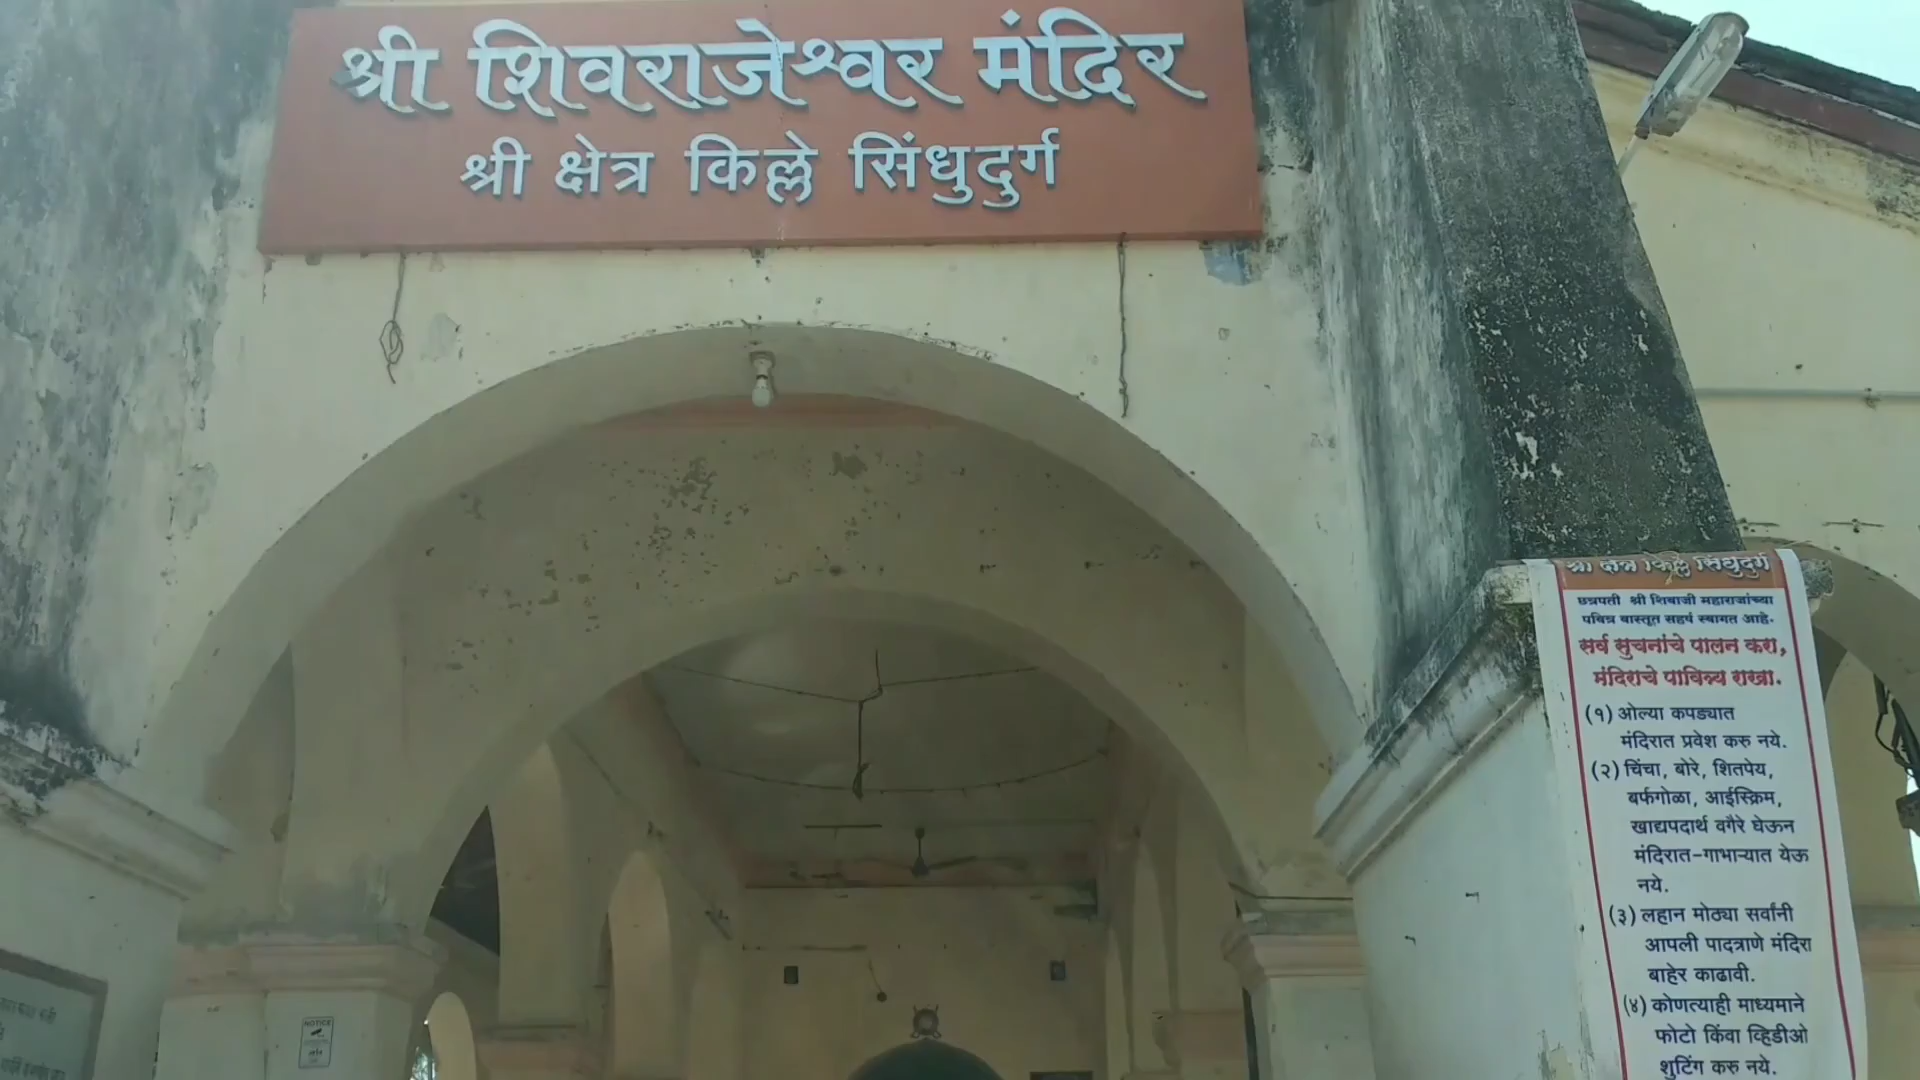 श्री शिवराजेश्वर मंदिर
श्री क्षेत्र किल्ले सिंधुदुर्ग
श्री क्षेत्र किल्ले सिंधुदुर्ग
छत्रपती श्री शिवाजी महाराजांच्या
पवित्र वास्तूत सहर्ष स्वागत आहे.
सर्व सुचनांचे पालन करा,
मंदिराचे पावित्र्य राखा.
(१) ओल्या कपड्यात
मंदिरात प्रवेश करु नये.
(२) चिंचा, बोरे, शितपेय,
बर्फगोळा, आईस्क्रिम,
खाद्यपदार्थ वगैरे घेऊन
मंदिरात-गाभाऱ्यात येऊ
नये.
(३) लहान मोठ्या सर्वांनी
आपली पादत्राणे मंदिरा
बाहेर काढावी.
(४) कोणत्याही माध्यमाने
फोटो किंवा व्हिडीओ
शुटिंग करु नये.
NOTICE